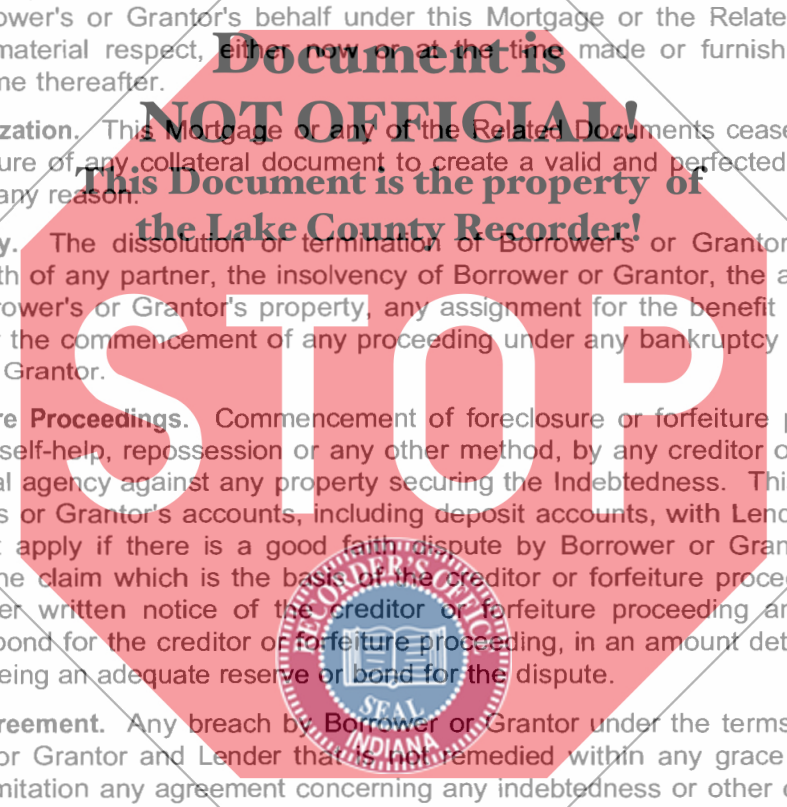 ower's or Grantor's behalf under this Mortgage or the Relate
material respect, either now or at the time made or furnish
me thereafter.
Document is
NOT OFFICIAL!
This Document is the property of
the Lake County Recorder!
zation. This Mortgage or any of the Related Documents cease
ure of any collateral document to create a valid and perfected
any reason.
y. The dissolution or termination of Borrower's or Grantor
th of any partner, the insolvency of Borrower or Grantor, the a
rower's or Grantor's property, any assignment for the benefit
the commencement of any proceeding under any bankruptcy
Grantor.
STOP
re Proceedings. Commencement of foreclosure or forfeiture p
self-help, repossession or any other method, by any creditor o
al agency against any property securing the Indebtedness. Thi
s or Grantor's accounts, including deposit accounts, with Lend
t apply if there is a good faith dispute by Borrower or Gran
he claim which is the basis of the creditor or forfeiture procee
er written notice of the creditor or forfeiture proceeding an
bond for the creditor or forfeiture proceeding, in an amount det
eing an adequate reserve or bond for the dispute.
RECORDER'S OFFICE
SEAL
INDIANA
reement. Any breach by Borrower or Grantor under the terms
or Grantor and Lender that is not remedied within any grace
mitation any agreement concerning any indebtedness or other o